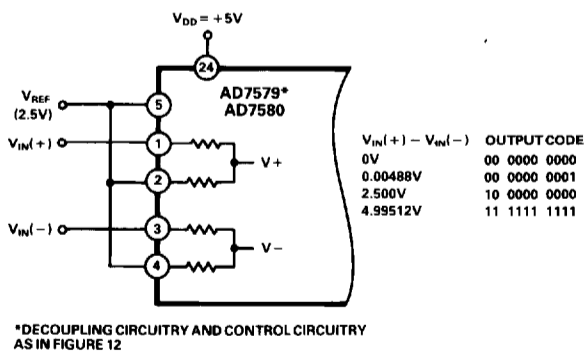 V_DD = +5V
24
AD7579*
AD7580
V_REF
(2.5V)
5
V_IN(+)
1
V+
2
V_IN(-)
3
V-
4
V_IN(+) - V_IN(-) OUTPUT CODE
0V 00 0000 0000
0.00488V 00 0000 0001
2.500V 10 0000 0000
4.99512V 11 1111 1111
*DECOUPLING CIRCUITRY AND CONTROL CIRCUITRY
AS IN FIGURE 12